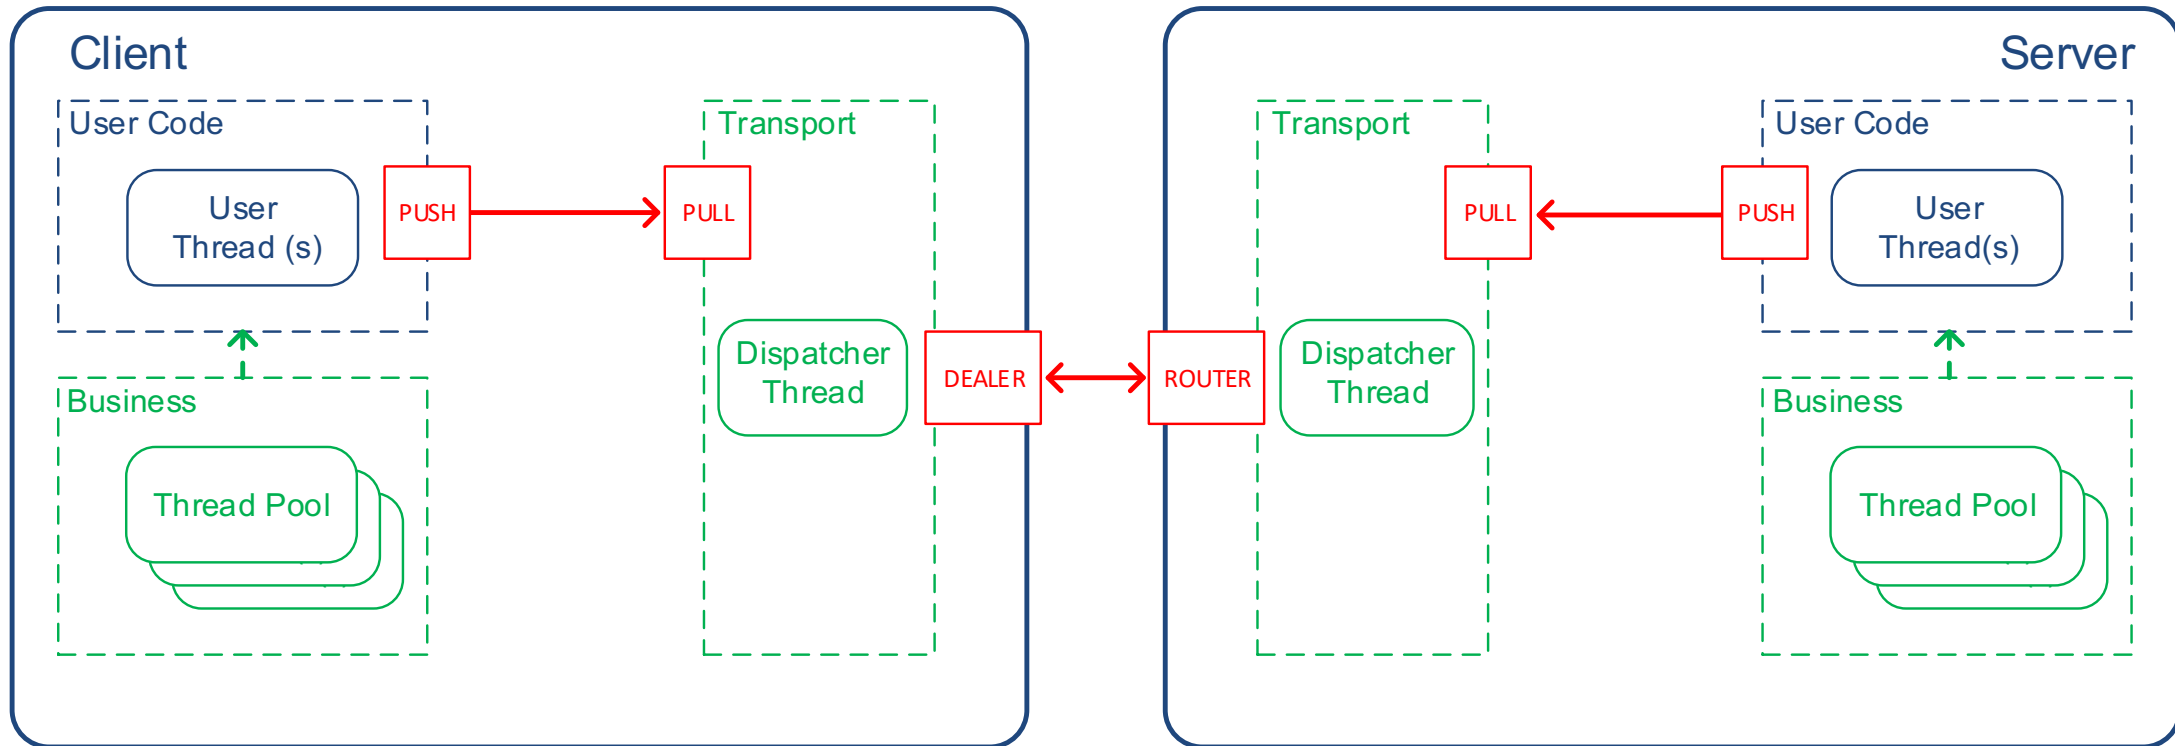 Client
User Code
User
Thread (s)
PUSH
PULL
Transport
Dispatcher
Thread
DEALER
Business
Thread Pool
Server
Transport
PULL
PUSH
User Code
User
Thread(s)
ROUTER
Dispatcher
Thread
Business
Thread Pool